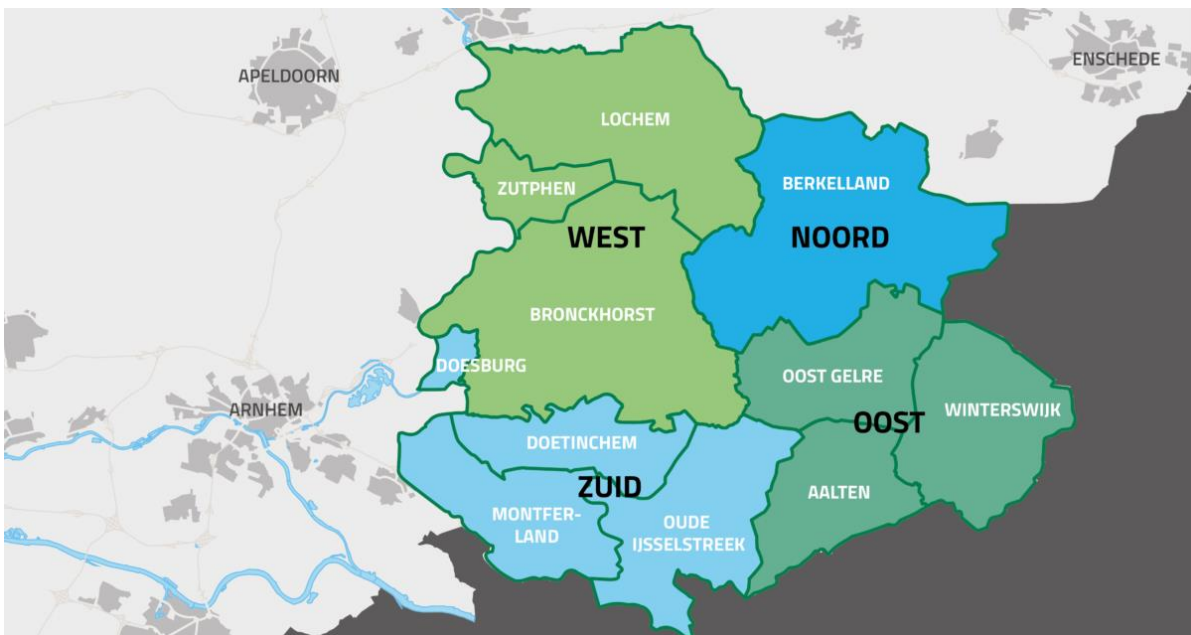 ENSCHEDE
APELDOORN
LOCHEM
ZUTPHEN
BERKELLAND
WEST
NOORD
BRONCKHORST
DOESBURG
OOST GELRE
ARNHEM
WINTERSWIJK
OOST
DOETINCHEM
ZUID
AALTEN
MONTFER-
LAND
OUDE
IJSSELSTREEK